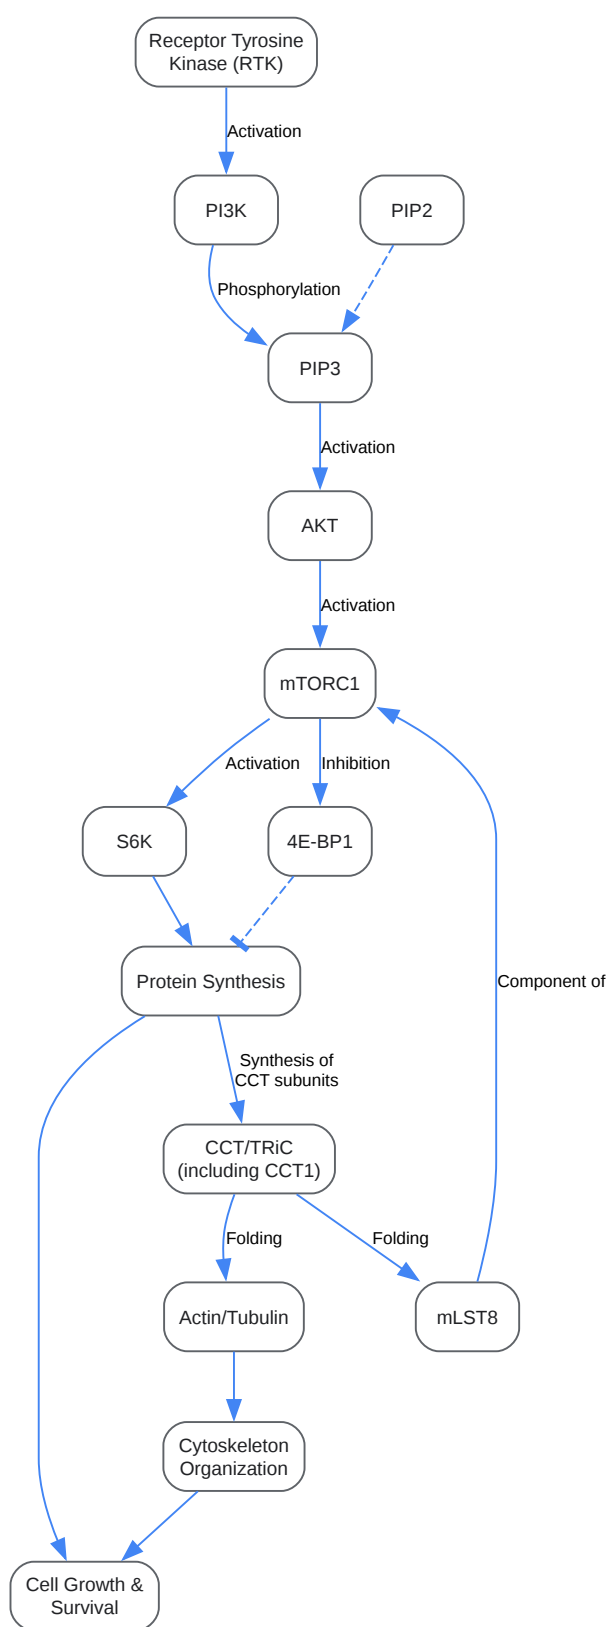 Receptor Tyrosine
Kinase (RTK)
Activation
PI3K
PIP2
Phosphorylation
PIP3
Activation
AKT
Activation
mTORC1
Activation
Inhibition
S6K
4E-BP1
Protein Synthesis
Component of
Synthesis of
CCT subunits
CCT/TRiC
(including CCT1)
Folding
Folding
Actin/Tubulin
mLST8
Cytoskeleton
Organization
Cell Growth &
Survival